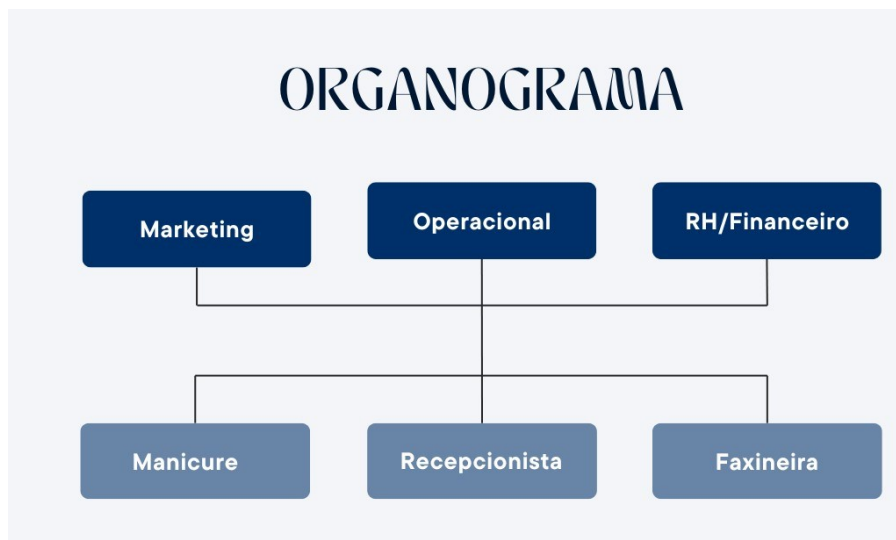 ORGANOGRAMA
Marketing
Operacional
RH/Financeiro
Manicure
Recepcionista
Faxineira